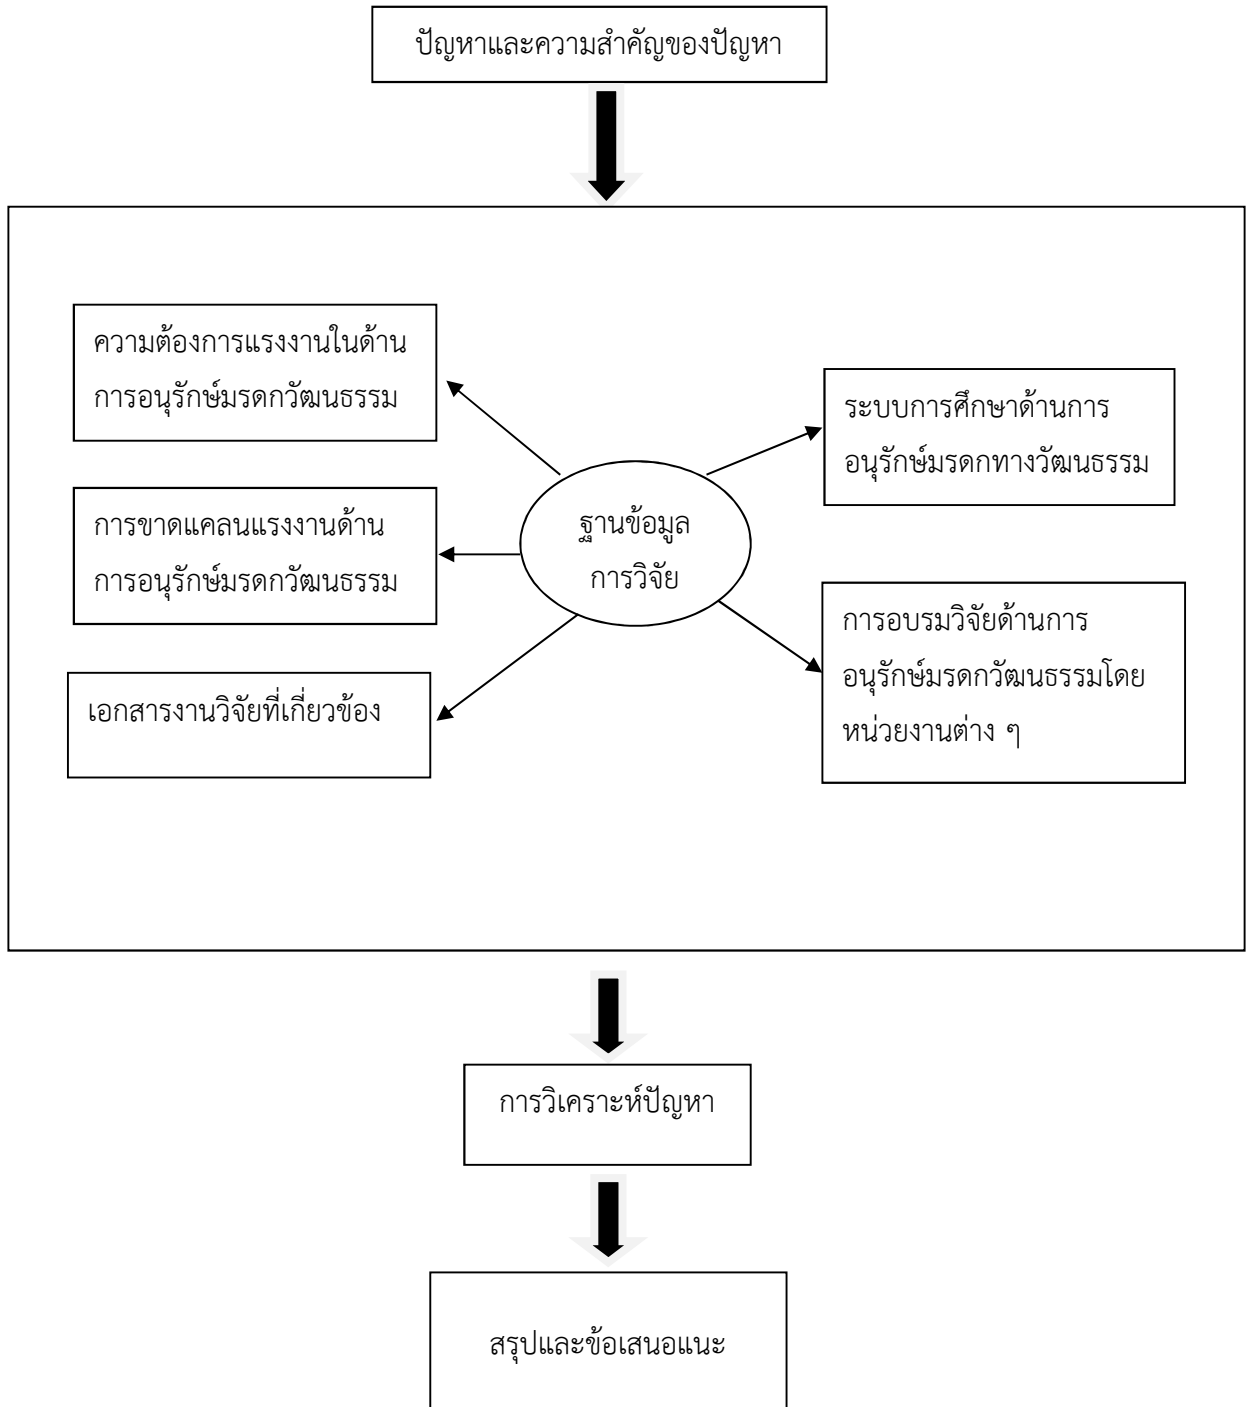 ปัญหาและความสำคัญของปัญหา
ความต้องการแรงงานในด้าน
การอนุรักษ์มรดกวัฒนธรรม
ระบบการศึกษาด้านการ
อนุรักษ์มรดกทางวัฒนธรรม
ฐานข้อมูล
การวิจัย
การขาดแคลนแรงงานด้าน
การอนุรักษ์มรดกวัฒนธรรม
การอบรมวิจัยด้านการ
อนุรักษ์มรดกวัฒนธรรมโดย
หน่วยงานต่าง ๆ
เอกสารงานวิจัยที่เกี่ยวข้อง
การวิเคราะห์ปัญหา
สรุปและข้อเสนอแนะ